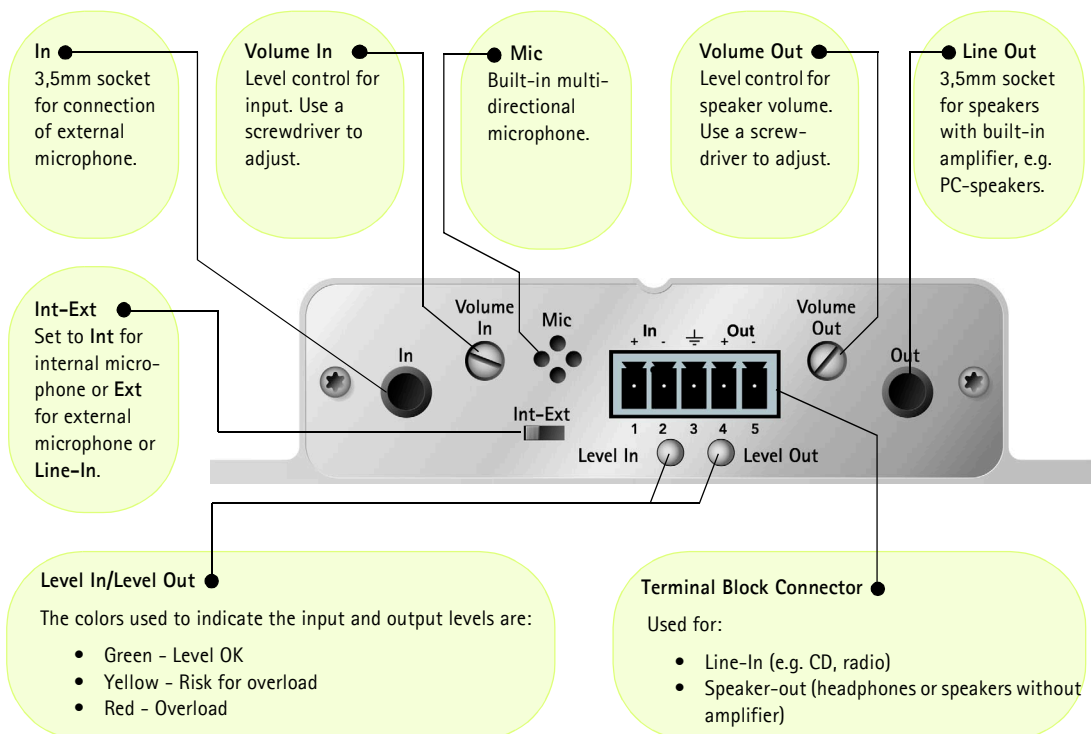 In
3,5mm socket
for connection
of external
microphone.
Volume In
Level control for
input. Use a
screwdriver to
adjust.
Mic
Built-in multi-
directional
microphone.
Volume Out
Level control for
speaker volume.
Use a screw-
driver to adjust.
Line Out
3,5mm socket
for speakers
with built-in
amplifier, e.g.
PC-speakers.
Int-Ext
Set to Int for
internal micro-
phone or Ext
for external
microphone or
Line-In.
In
Volume
In
Mic
Int-Ext
In Out
+ - ⏚ + -
1 2 3 4 5
Level In Level Out
Volume
Out
Out
Level In/Level Out
The colors used to indicate the input and output levels are:
• Green - Level OK
• Yellow - Risk for overload
• Red - Overload
Terminal Block Connector
Used for:
• Line-In (e.g. CD, radio)
• Speaker-out (headphones or speakers without
amplifier)